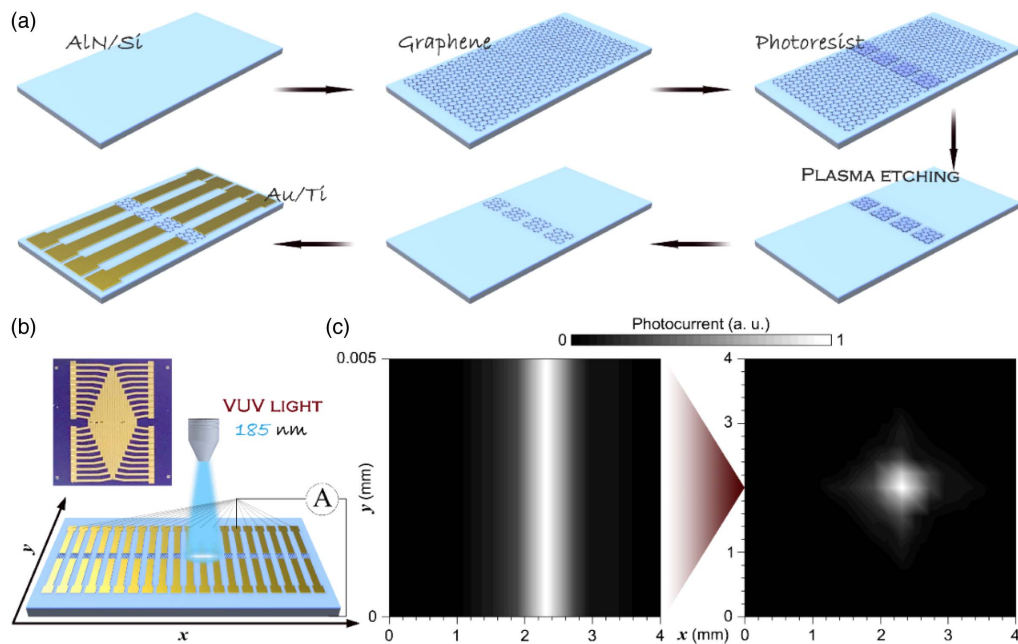 (a)
AlN/Si
Graphene
Photoresist
Au/Ti
PLASMA ETCHING
(b)
VUV LIGHT
185 nm
A
y
x
(c)
Photocurrent (a. u.)
0 1
0.005
y (mm)
0
0 1 2 3 4
x (mm)
4
3
2
1
0
0 1 2 3 4